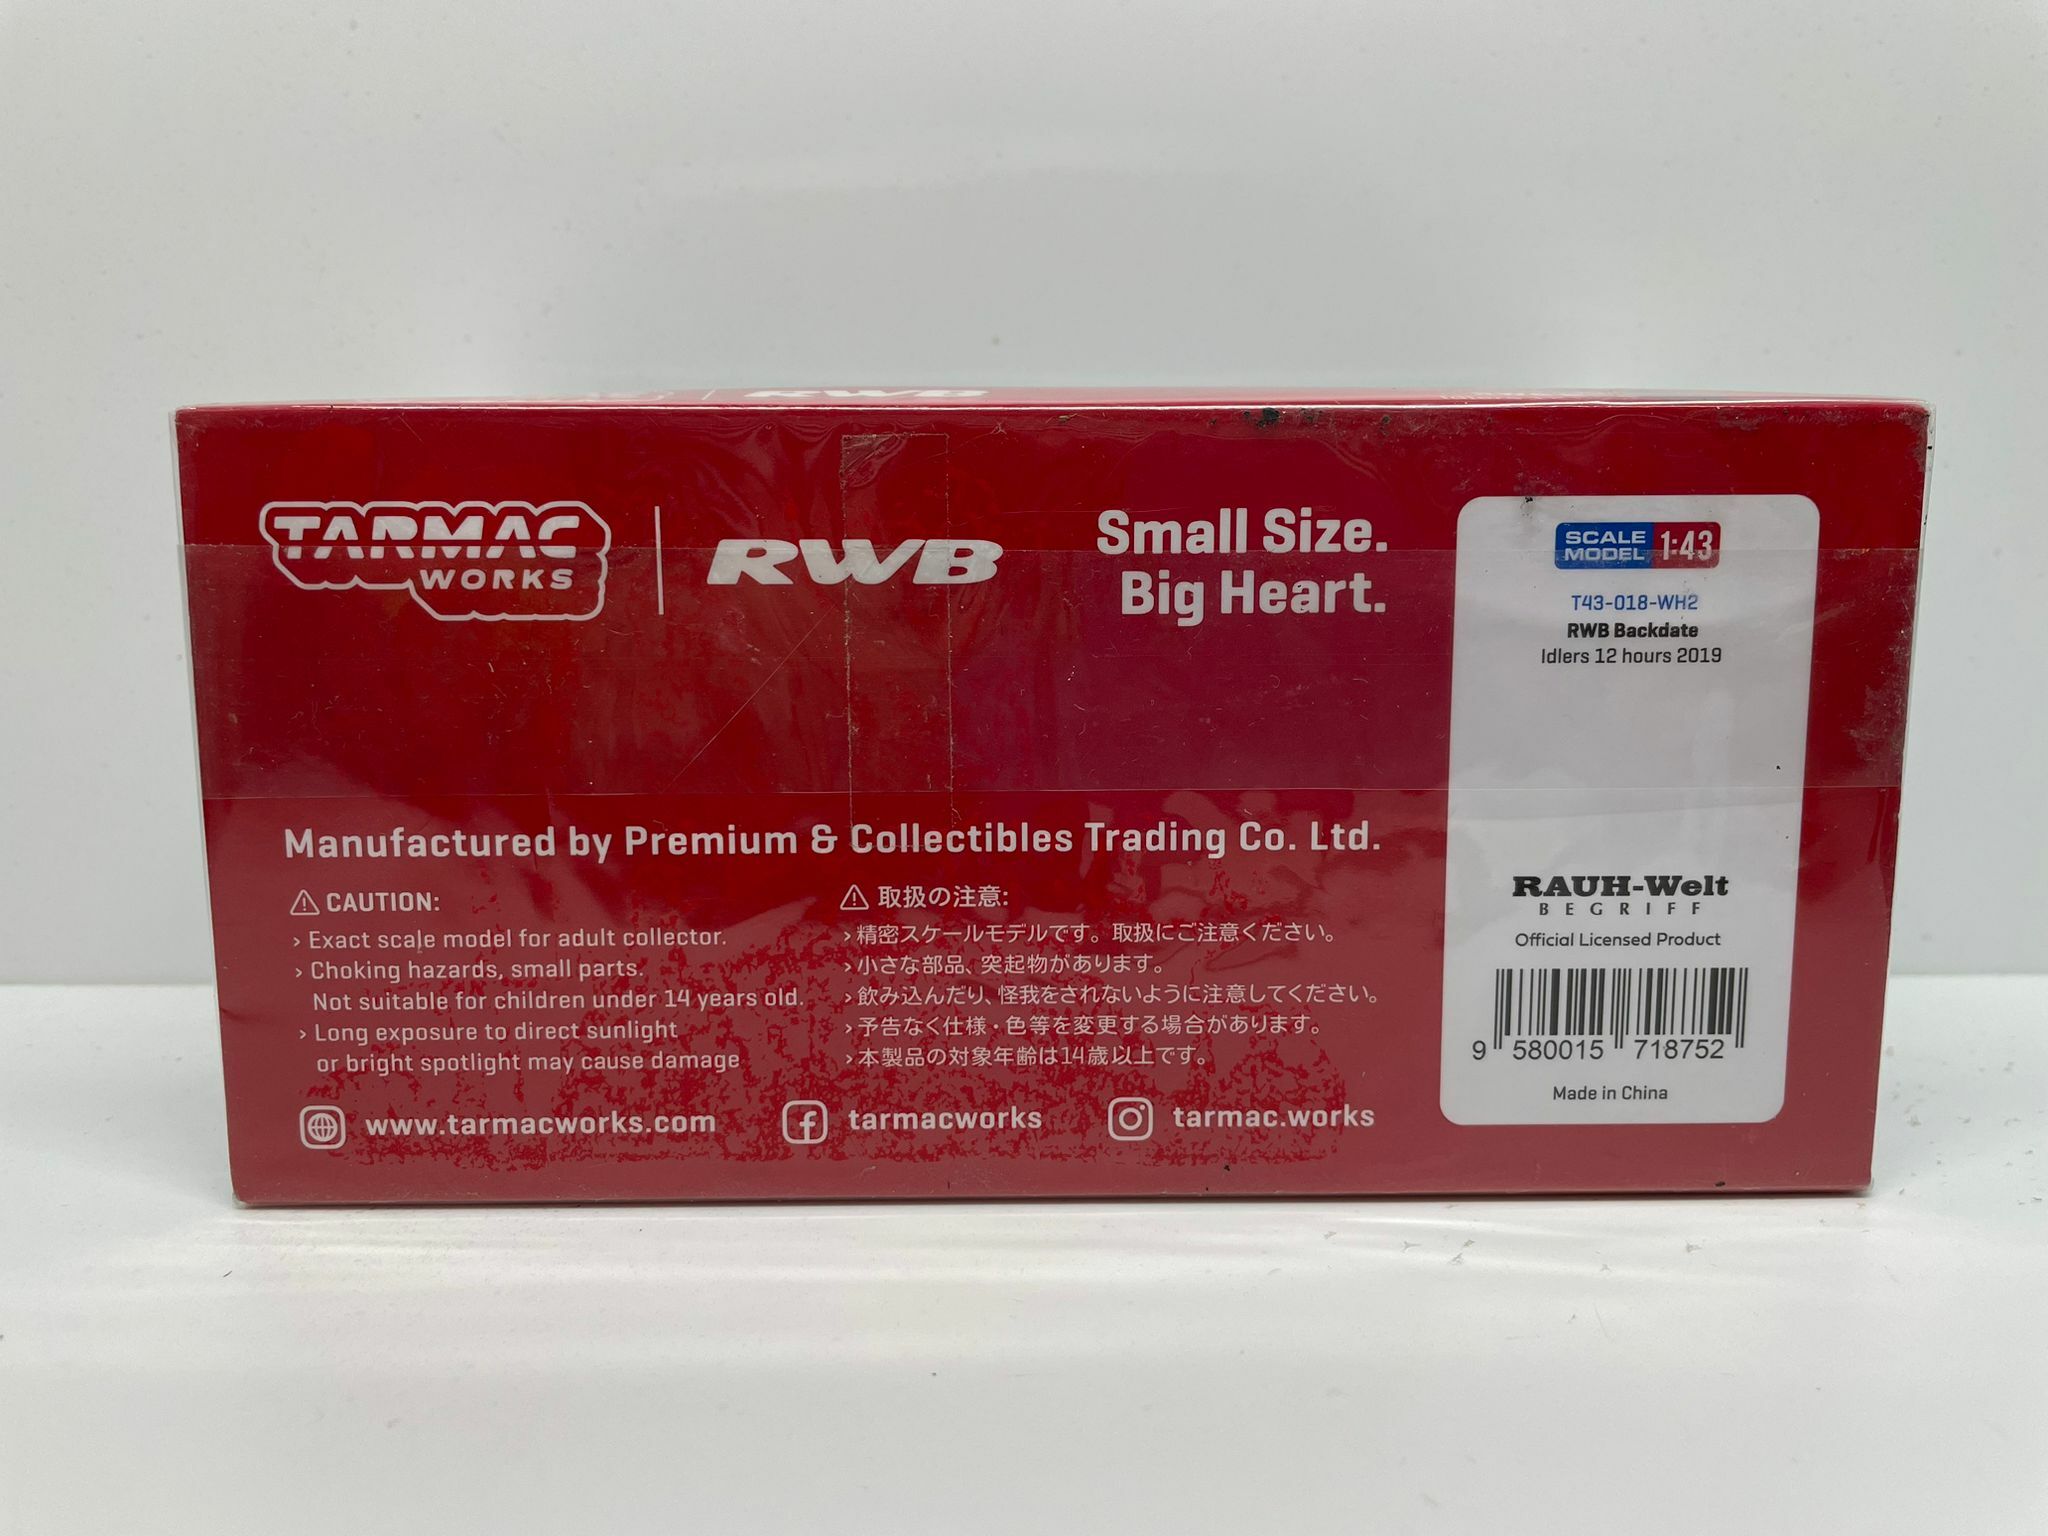 RWB
TARMAC
WORKS
RWB
Small Size.
Big Heart.
SCALE
MODEL
1:43
T43-018-WH2
RWB Backdate
Idlers 12 hours 2019
Manufactured by Premium & Collectibles Trading Co. Ltd.
CAUTION:
› Exact scale model for adult collector.
› Choking hazards, small parts.
Not suitable for children under 14 years old.
› Long exposure to direct sunlight
or bright spotlight may cause damage
取扱の注意:
›精密スケールモデルです。取扱にご注意ください。
›小さな部品、突起物があります。
›飲み込んだり、怪我をされないように注意してください。
›予告なく仕様・色等を変更する場合があります。
›本製品の対象年齢は14歳以上です。
www.tarmacworks.com
tarmacworks
tarmac.works
RAUH-Welt
BEGRIFF
Official Licensed Product
9 580015 718752
Made in China